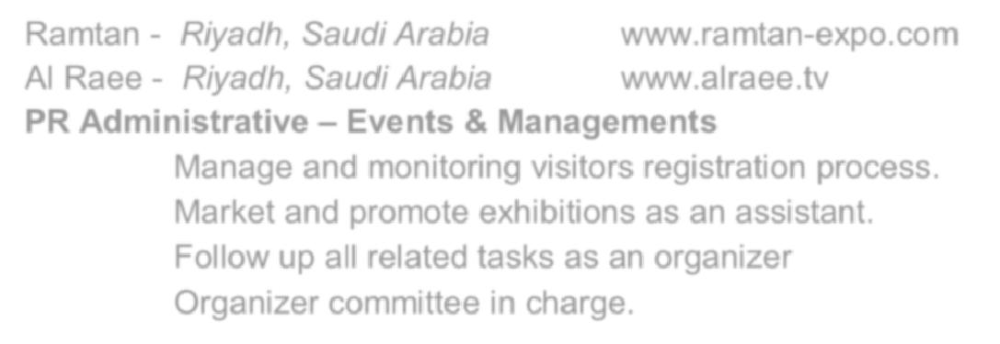 Ramtan - Riyadh, Saudi Arabia www.ramtan-expo.com
Al Raee - Riyadh, Saudi Arabia www.alraee.tv
PR Administrative – Events & Managements
Manage and monitoring visitors registration process.
Market and promote exhibitions as an assistant.
Follow up all related tasks as an organizer
Organizer committee in charge.